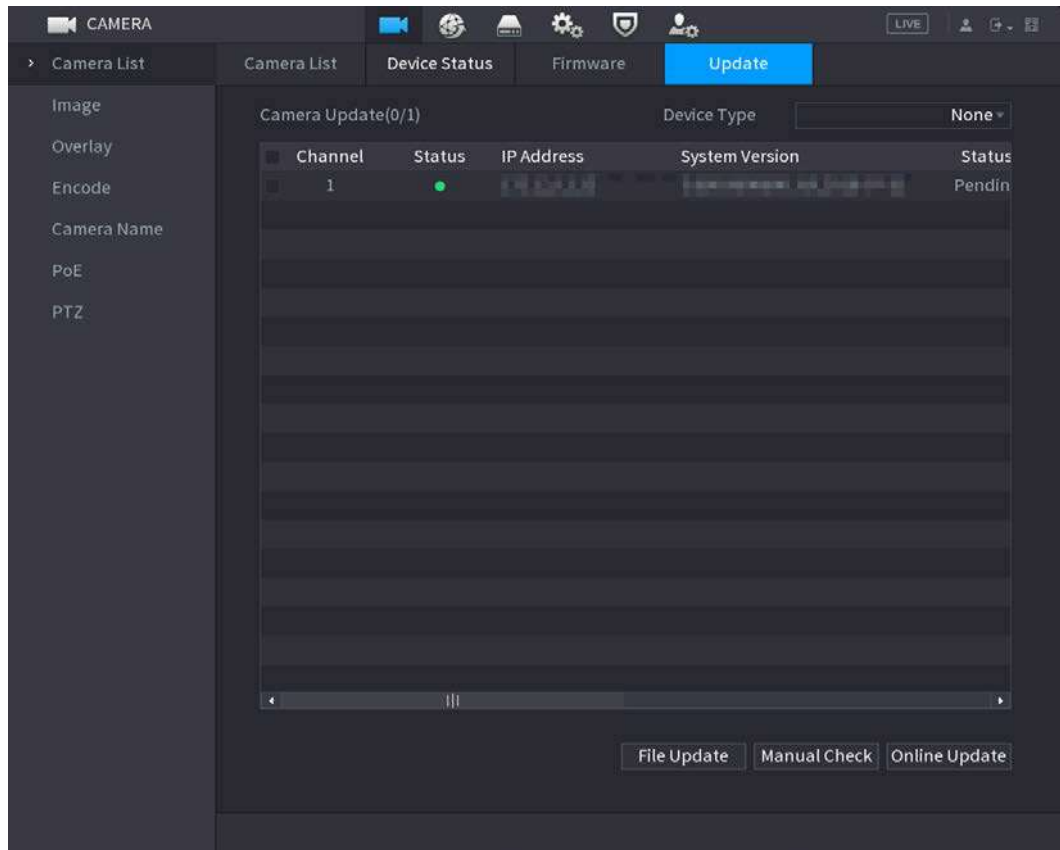 CAMERA LIVE
Camera List
Image
Overlay
Encode
Camera Name
PoE
PTZ
Camera List Device Status Firmware Update
Camera Update(0/1) Device Type None
Channel Status IP Address System Version Status
1 Pendin
File Update Manual Check Online Update